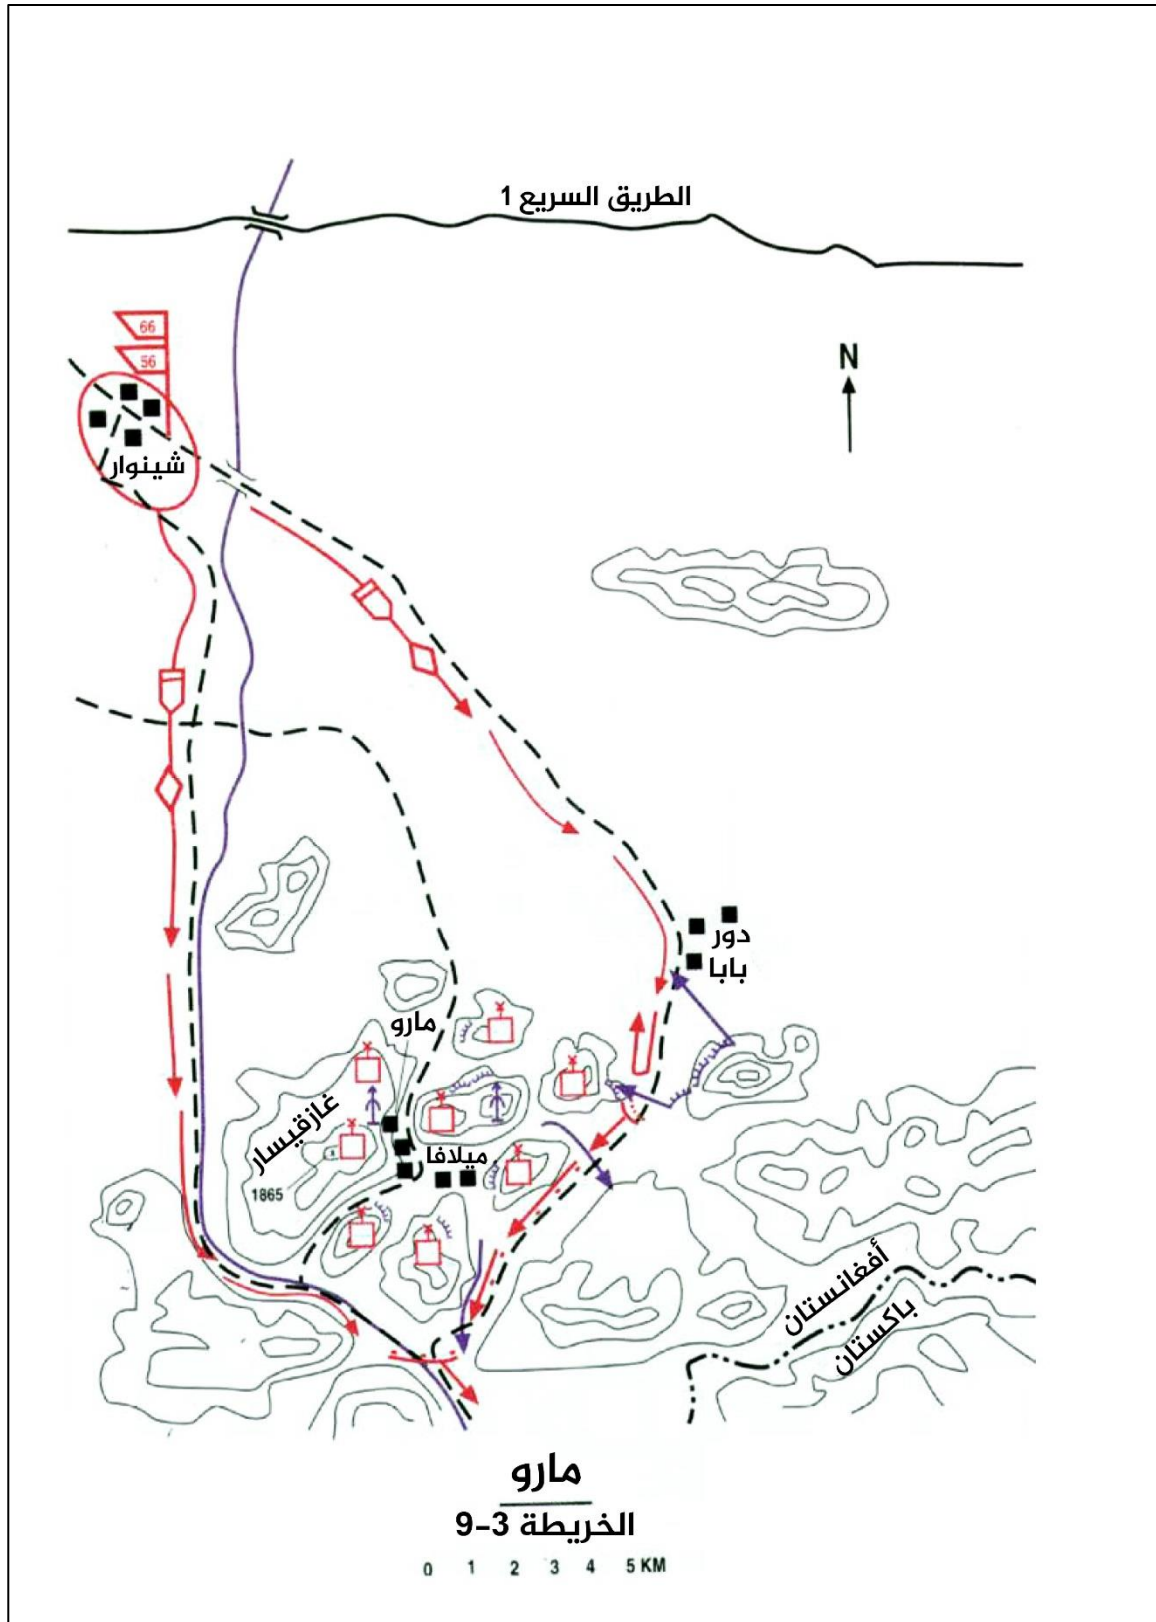 الطريق السريع 1
66
56
N
شينوار
دور
بابا
مارو
غازقيسار
ميلافا
1865
أفغانستان
باكستان
مارو
الخريطة 3-9
0 1 2 3 4 5 KM